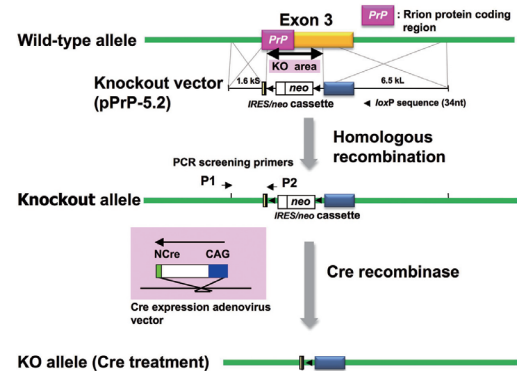 PrP : Rrion protein coding
region
Exon 3
Wild-type allele
PrP
KO area
Knockout vector
(pPrP-5.2)
1.6 kS
6.5 kL
neo
IRES/neo cassette
loxP sequence (34nt)
Homologous
recombination
PCR screening primers
P1
P2
Knockout allele
neo
IRES/neo cassette
NCre
CAG
Cre recombinase
Cre expression adenovirus
vector
KO allele (Cre treatment)